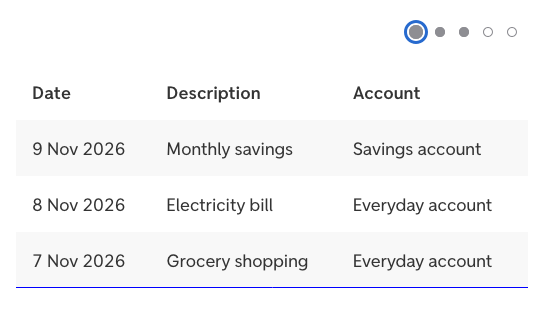 Date Description Account
9 Nov 2026 Monthly savings Savings account
8 Nov 2026 Electricity bill Everyday account
7 Nov 2026 Grocery shopping Everyday account